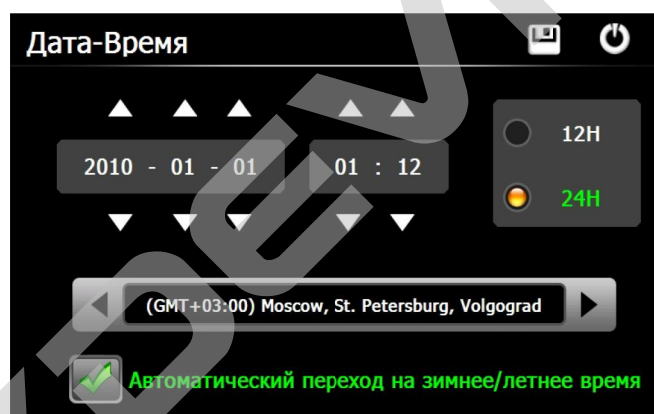 Дата-Время
12H
2010 - 01 - 01 01 : 12
24H
(GMT+03:00) Moscow, St. Petersburg, Volgograd
Автоматический переход на зимнее/летнее время